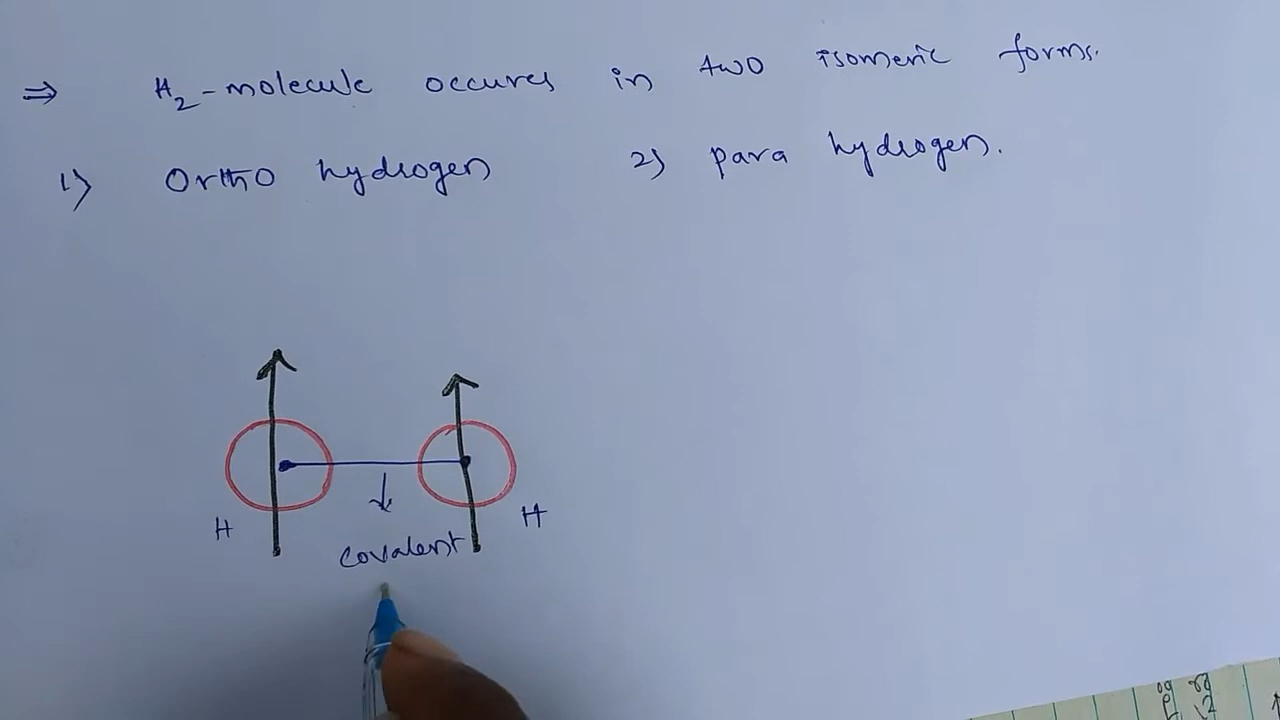 ⇒ H₂-molecule occures in two isomeric forms.
1) Ortho hydrogen 2) para hydrogen.
H H
covalent